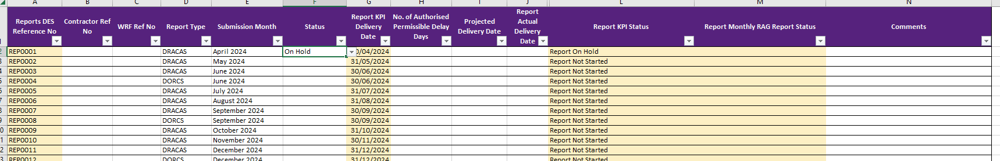 A B C D E F G H I J L M N
Reports DES Reference No Contractor Ref No WRF Ref No Report Type Submission Month Status Report KPI Delivery Date No. of Authorised Permissible Delay Days Projected Delivery Date Report Actual Delivery Date Report KPI Status Report Monthly RAG Report Status Comments
REP0001 DRACAS April 2024 On Hold 0/04/2024 Report On Hold
REP0002 DRACAS May 2024 31/05/2024 Report Not Started
REP0003 DRACAS June 2024 30/06/2024 Report Not Started
REP0004 DORCS June 2024 30/06/2024 Report Not Started
REP0005 DRACAS July 2024 31/07/2024 Report Not Started
REP0006 DRACAS August 2024 31/08/2024 Report Not Started
REP0007 DRACAS September 2024 30/09/2024 Report Not Started
REP0008 DORCS September 2024 30/09/2024 Report Not Started
REP0009 DRACAS October 2024 31/10/2024 Report Not Started
REP0010 DRACAS November 2024 30/11/2024 Report Not Started
REP0011 DRACAS December 2024 31/12/2024 Report Not Started
REP0012 DORCS December 2024 31/12/2024 Report Not Started